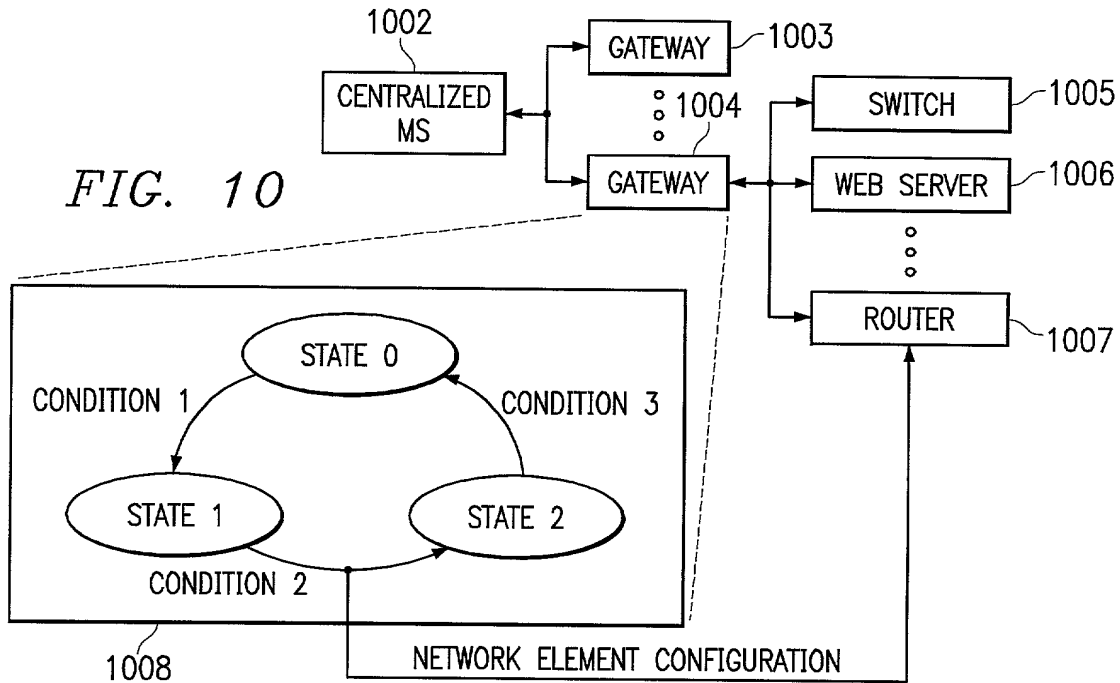 1002
GATEWAY
1003
CENTRALIZED
MS
1004
SWITCH
1005
FIG. 10
GATEWAY
WEB SERVER
1006
ROUTER
1007
STATE 0
CONDITION 1
CONDITION 3
STATE 1
STATE 2
CONDITION 2
1008
NETWORK ELEMENT CONFIGURATION